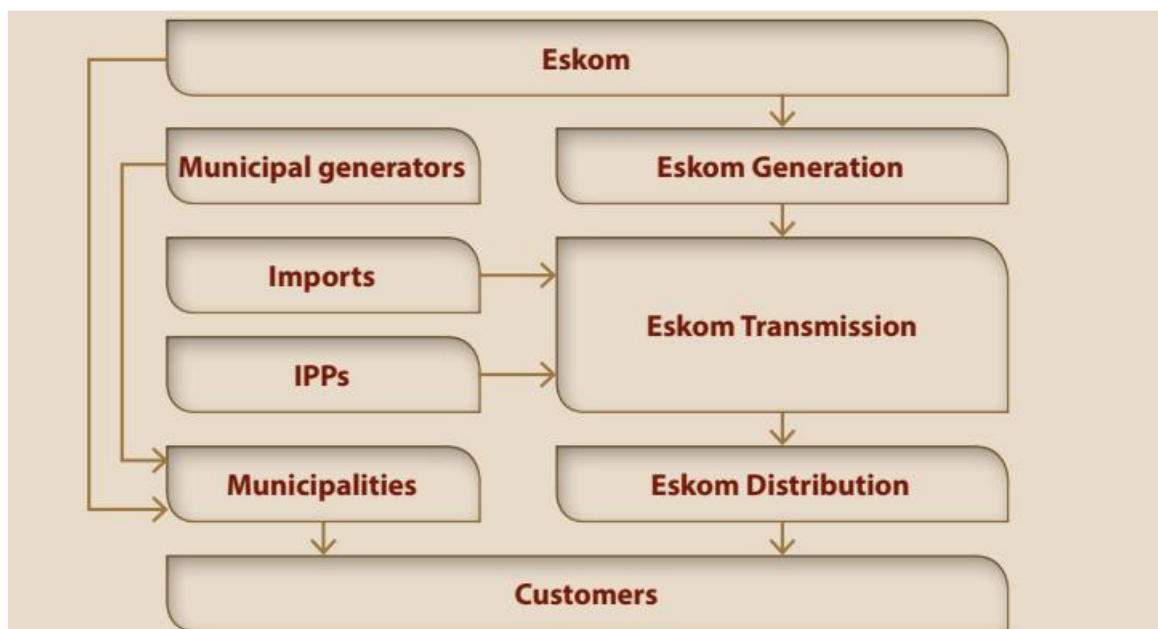 Eskom
Municipal generators
Eskom Generation
Imports
Eskom Transmission
IPPs
Municipalities
Eskom Distribution
Customers